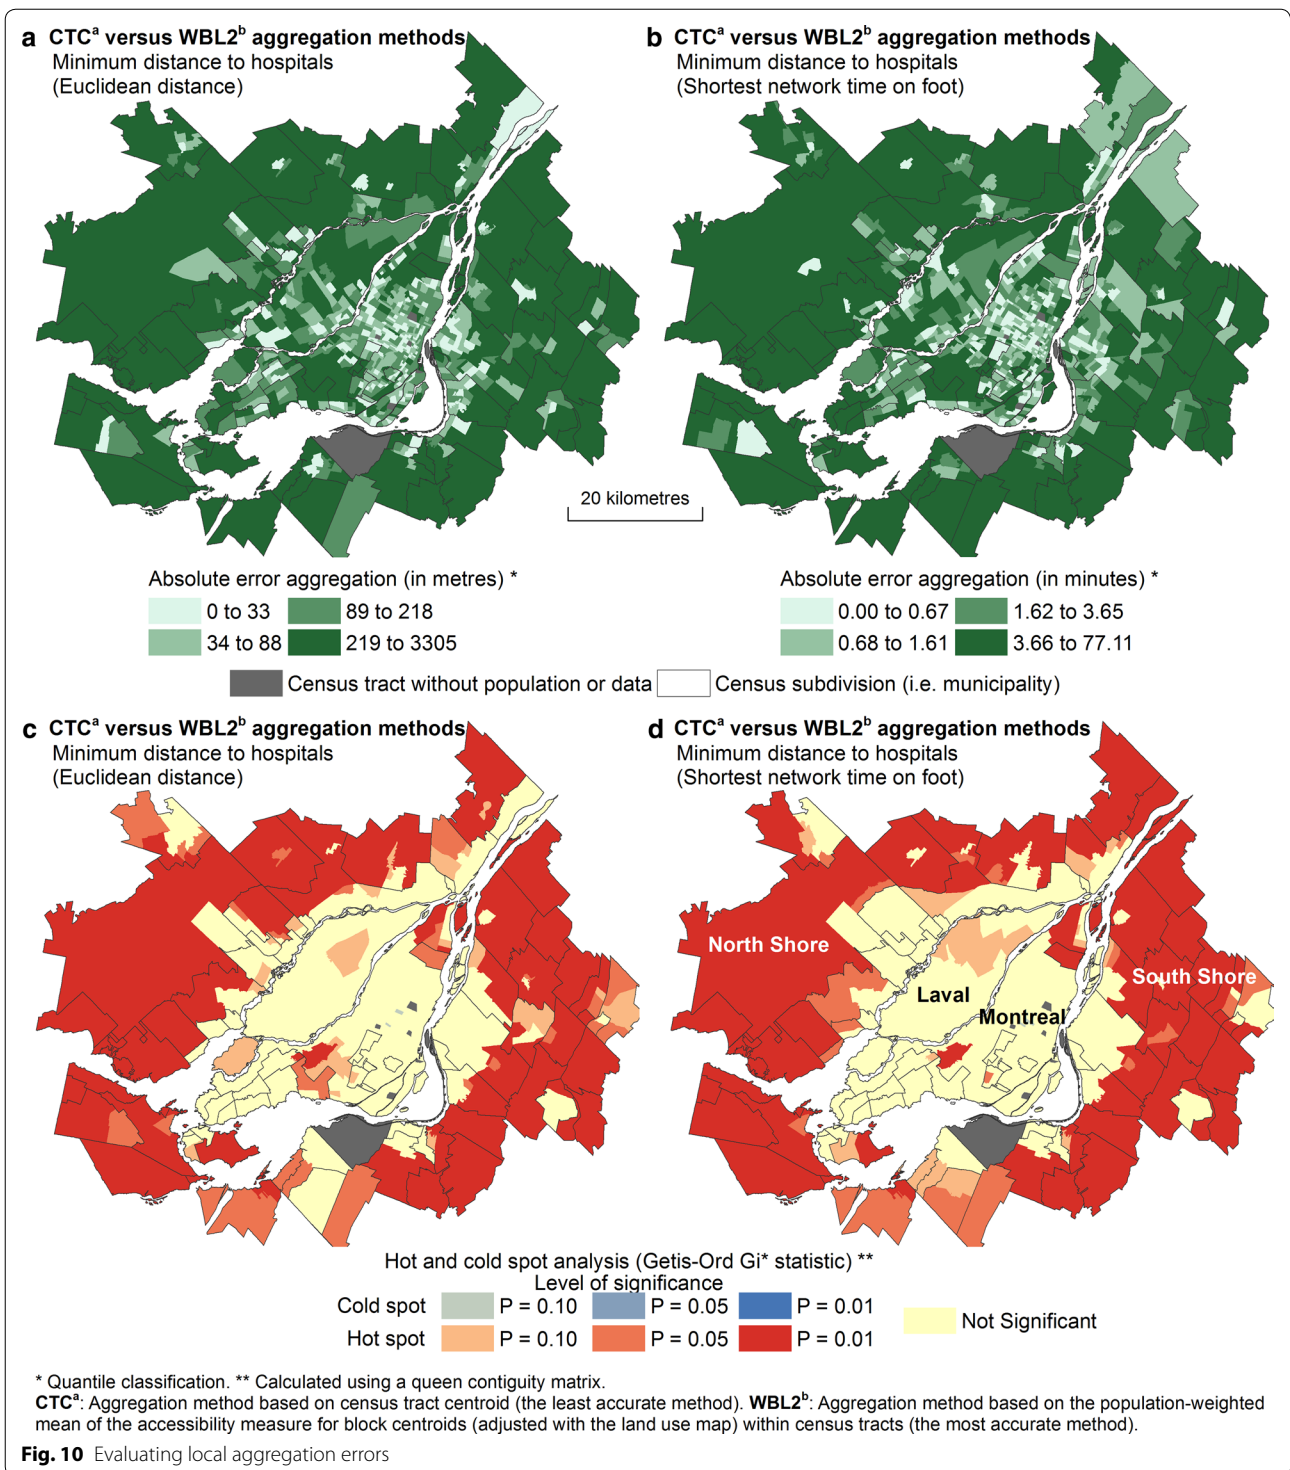 a CTCa versus WBL2b aggregation methods
Minimum distance to hospitals
(Euclidean distance)
b CTCa versus WBL2b aggregation methods
Minimum distance to hospitals
(Shortest network time on foot)
20 kilometres
Absolute error aggregation (in metres) *
0 to 33
89 to 218
34 to 88
219 to 3305
Absolute error aggregation (in minutes) *
0.00 to 0.67
1.62 to 3.65
0.68 to 1.61
3.66 to 77.11
Census tract without population or data
Census subdivision (i.e. municipality)
c CTCa versus WBL2b aggregation methods
Minimum distance to hospitals
(Euclidean distance)
d CTCa versus WBL2b aggregation methods
Minimum distance to hospitals
(Shortest network time on foot)
North Shore
South Shore
Laval
Montreal
Hot and cold spot analysis (Getis-Ord Gi* statistic) **
Level of significance
Cold spot P = 0.10 P = 0.05 P = 0.01
Hot spot P = 0.10 P = 0.05 P = 0.01
Not Significant
* Quantile classification. ** Calculated using a queen contiguity matrix.
CTCa: Aggregation method based on census tract centroid (the least accurate method). WBL2b: Aggregation method based on the population-weighted
mean of the accessibility measure for block centroids (adjusted with the land use map) within census tracts (the most accurate method).
Fig. 10 Evaluating local aggregation errors